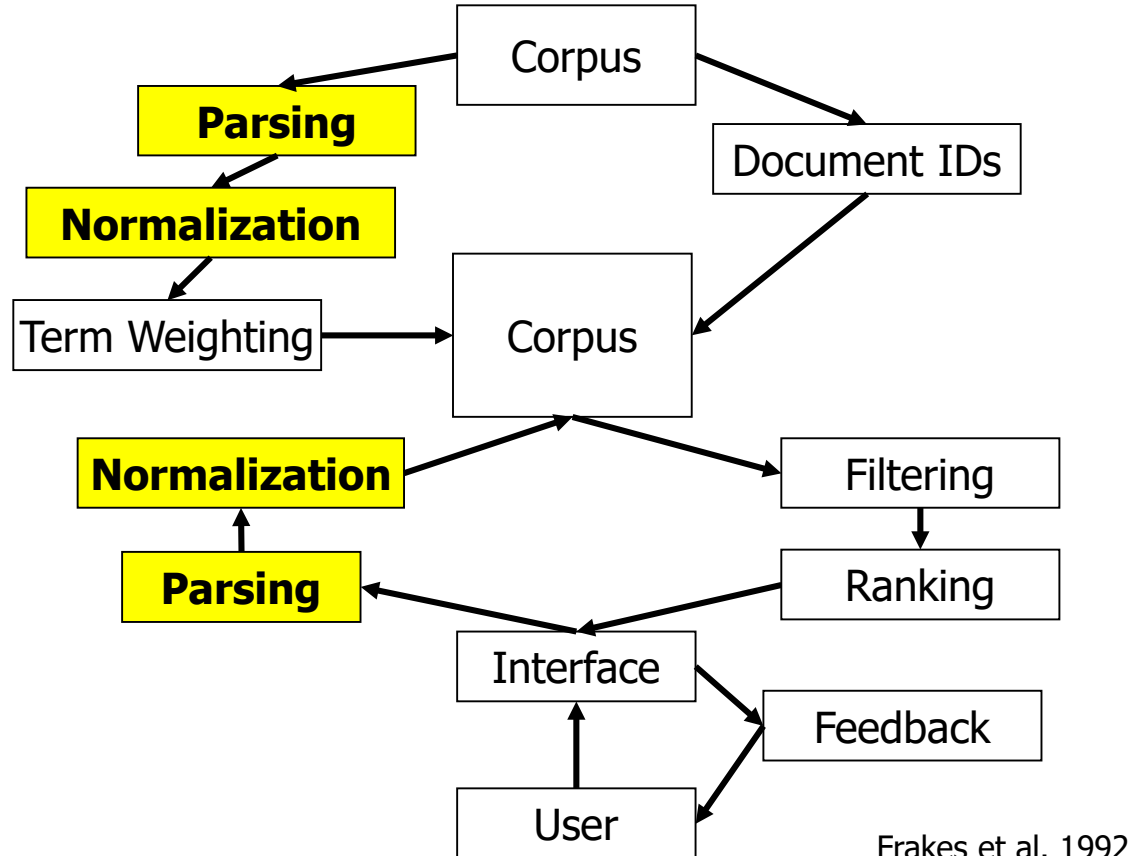 Corpus
Parsing
Document IDs
Normalization
Term Weighting
Corpus
Normalization
Filtering
Parsing
Ranking
Interface
Feedback
User
Frakes et al. 1992